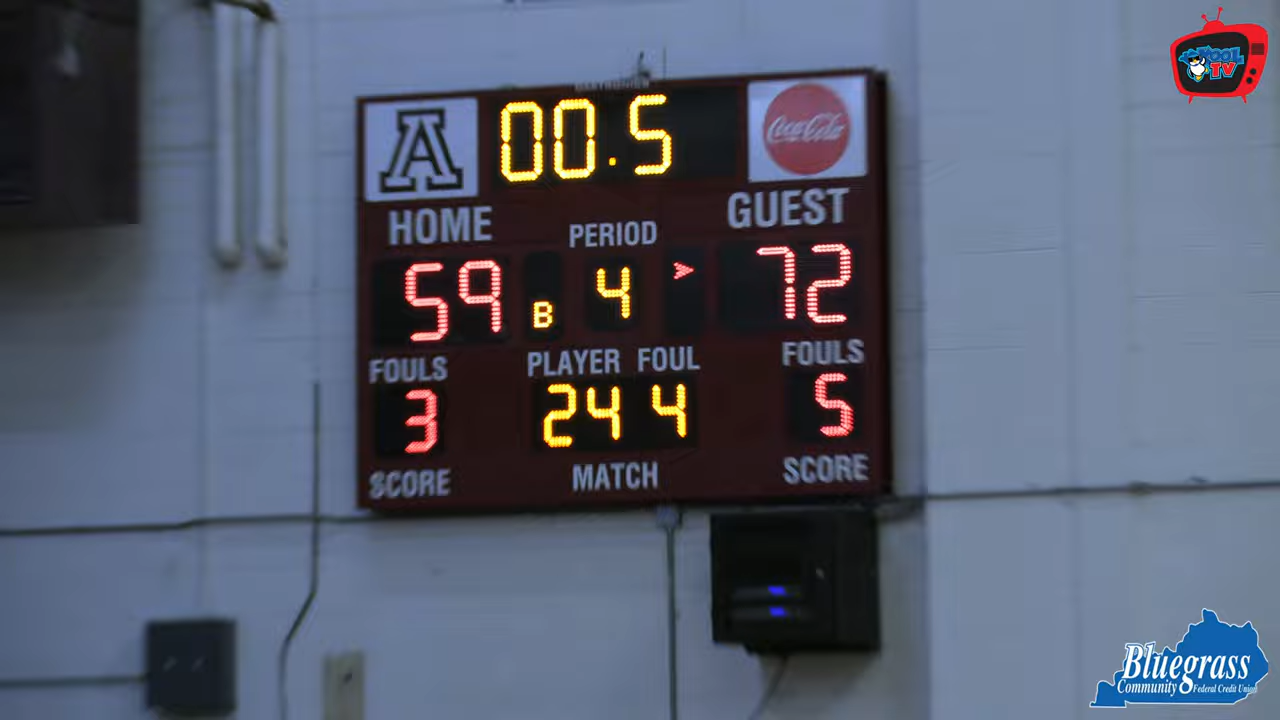 KOOL
TV
A
00.5
Coca-Cola
HOME
PERIOD
GUEST
59
B
4
72
FOULS
PLAYER FOUL
FOULS
3
24 4
5
SCORE
MATCH
SCORE
Bluegrass
Community Federal Credit Union